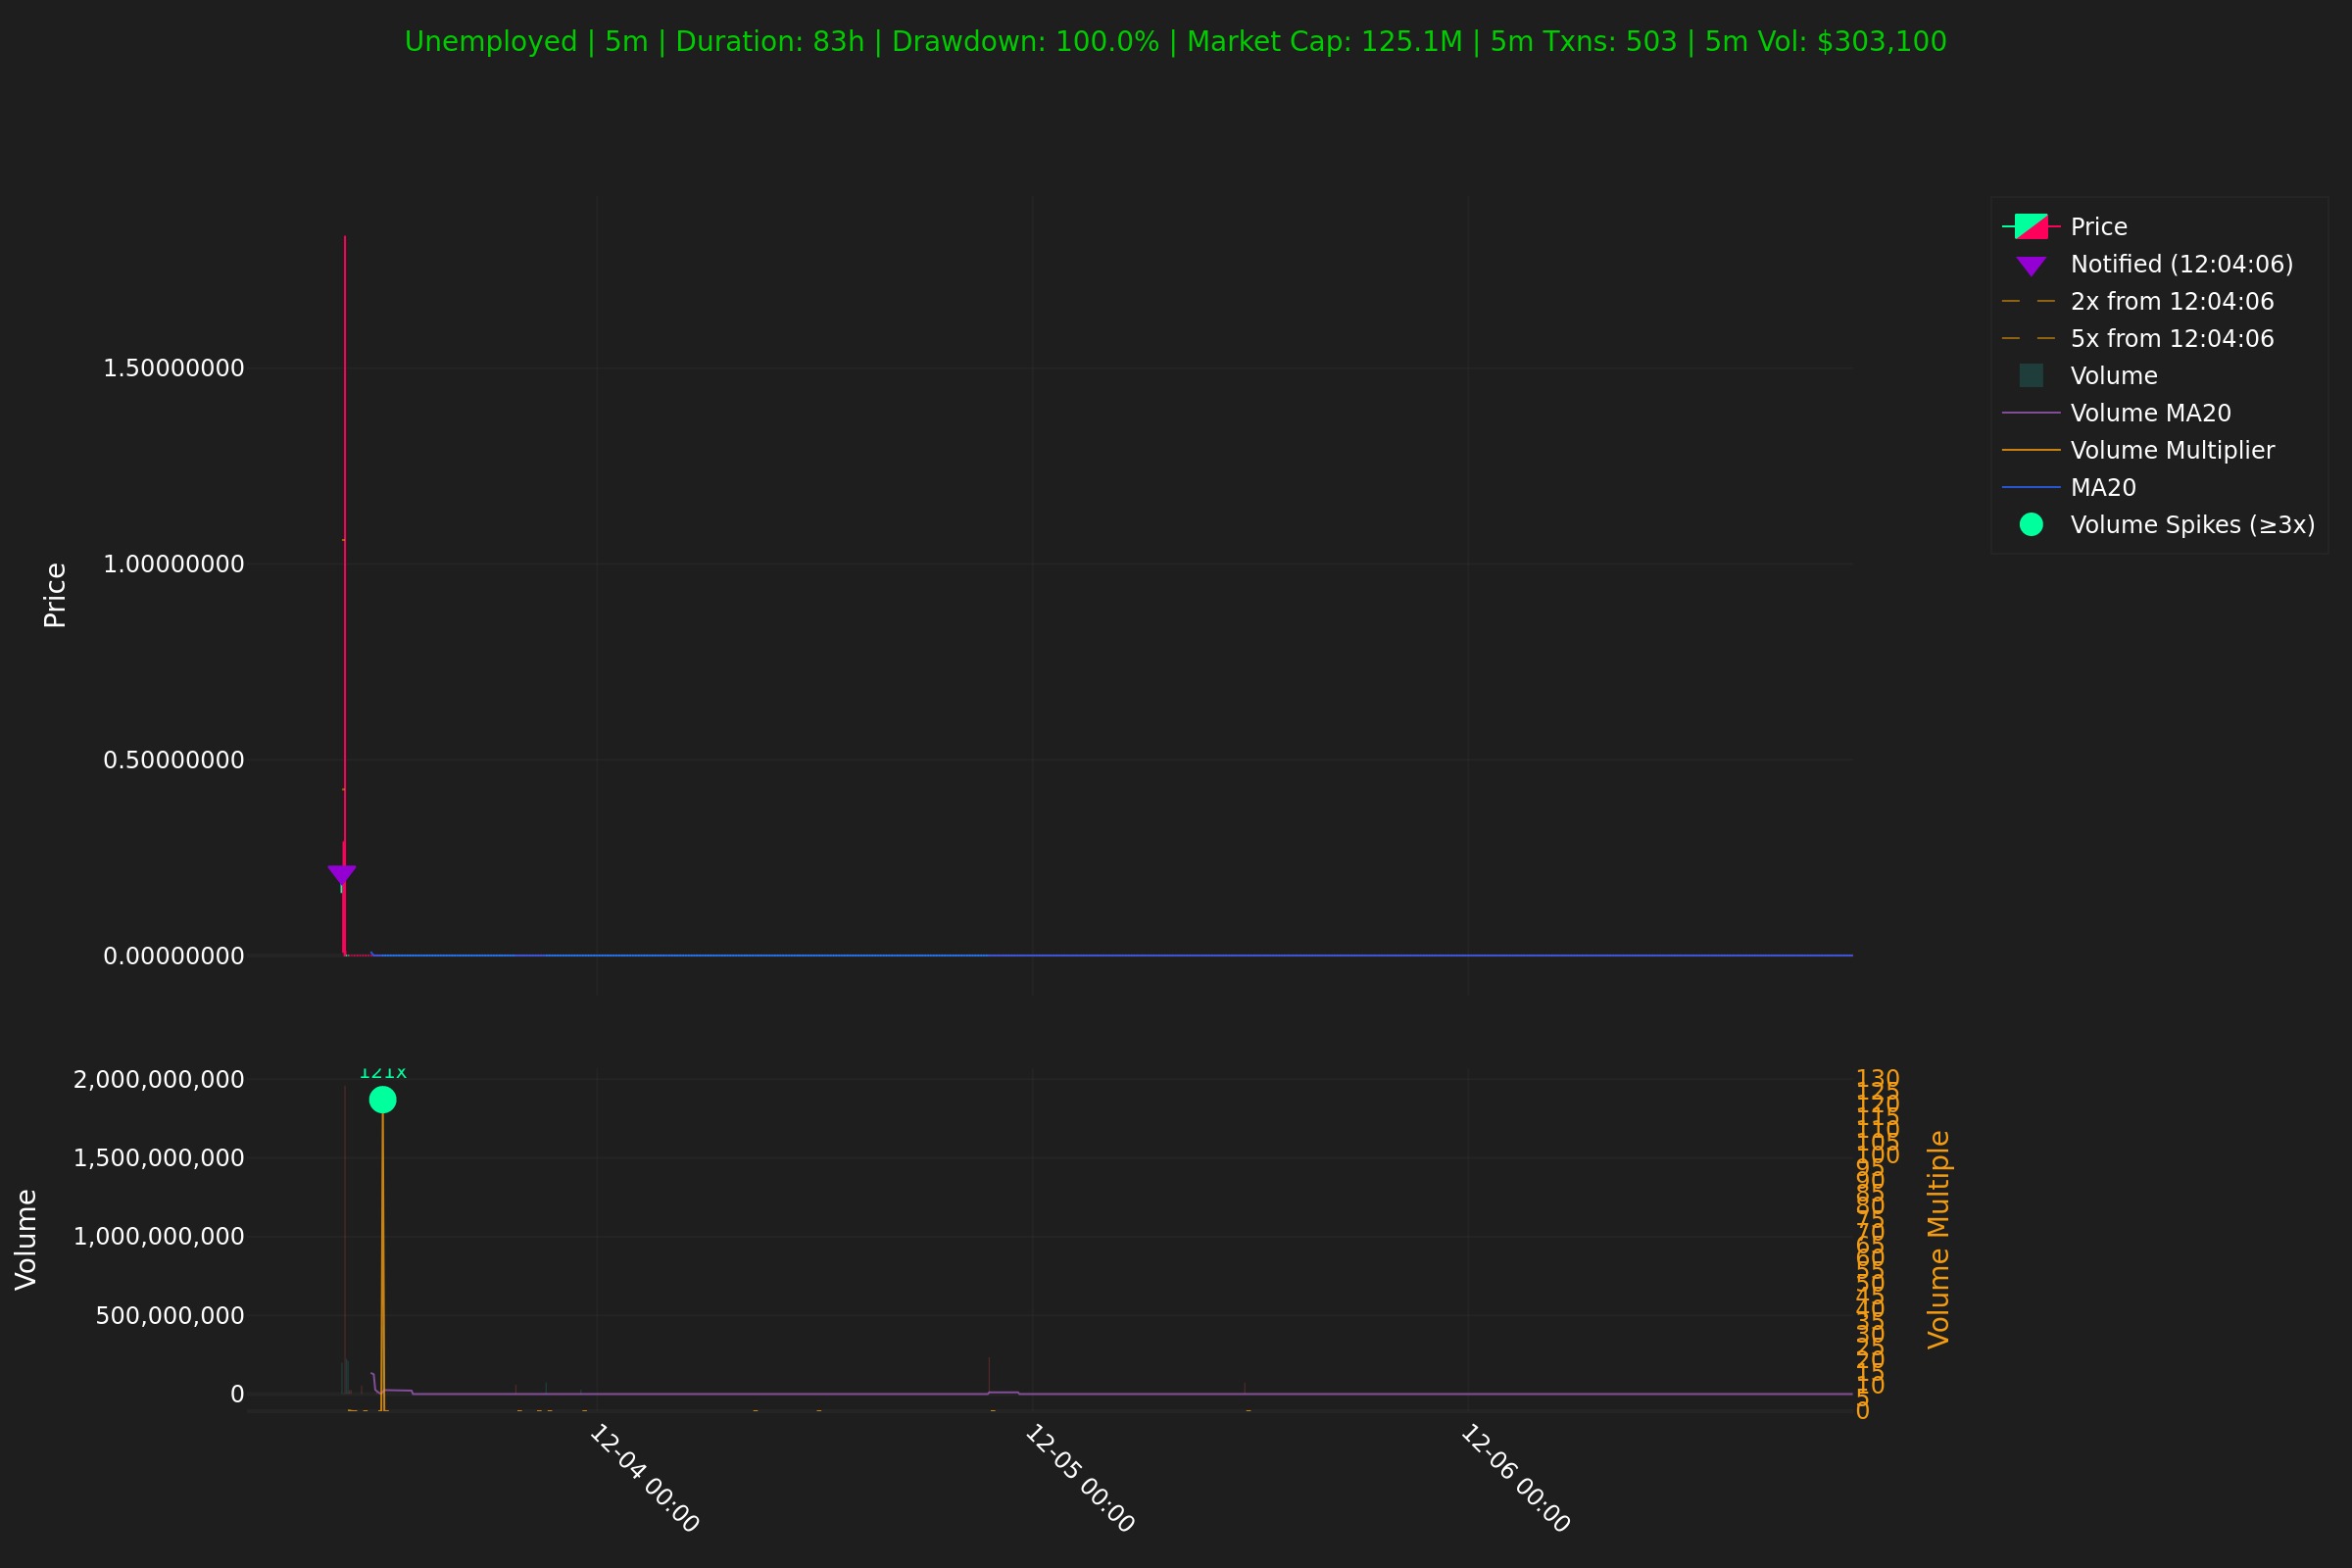 Unemployed | 5m | Duration: 83h | Drawdown: 100.0% | Market Cap: 125.1M | 5m Txns: 503 | 5m Vol: $303,100
Price
Notified (12:04:06)
2x from 12:04:06
5x from 12:04:06
Volume
Volume MA20
Volume Multiplier
MA20
Volume Spikes (≥3x)
Price
1.50000000
1.00000000
0.50000000
0.00000000
Volume
2,000,000,000
1,500,000,000
1,000,000,000
500,000,000
0
121x
130
125
120
115
110
105
100
95
90
85
80
75
70
65
60
55
50
45
40
35
30
25
20
15
10
5
0
Volume Multiple
12-04 00:00
12-05 00:00
12-06 00:00